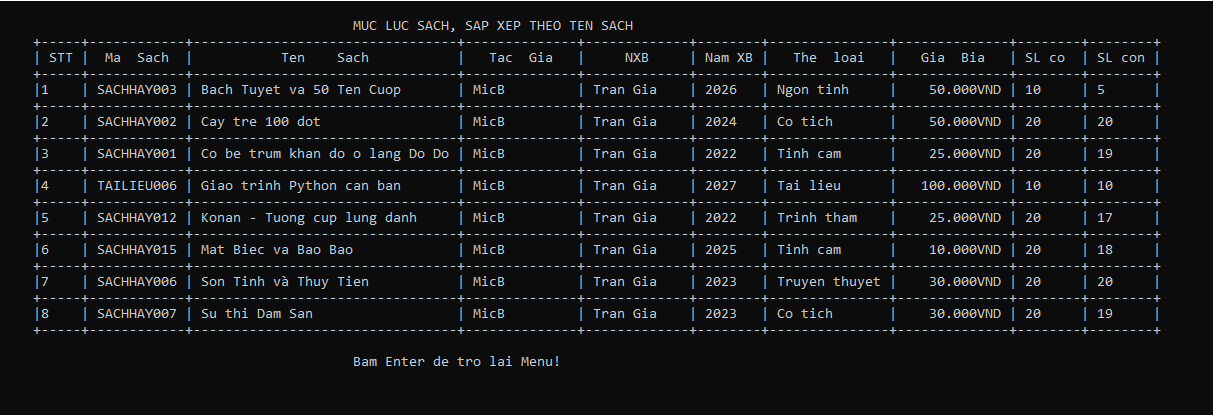 MUC LUC SACH, SAP XEP THEO TEN SACH
| STT | Ma Sach | Ten Sach | Tac Gia | NXB | Nam XB | The loai | Gia Bia | SL co | SL con |
|1 | SACHHAY003 | Bach Tuyet va 50 Ten Cuop | MicB | Tran Gia | 2026 | Ngon tinh | 50.000VND | 10 | 5 |
|2 | SACHHAY002 | Cay tre 100 dot | MicB | Tran Gia | 2024 | Co tich | 50.000VND | 20 | 20 |
|3 | SACHHAY001 | Co be trum khan do o lang Do Do | MicB | Tran Gia | 2022 | Tinh cam | 25.000VND | 20 | 19 |
|4 | TAILIEU006 | Giao trinh Python can ban | MicB | Tran Gia | 2027 | Tai lieu | 100.000VND | 10 | 10 |
|5 | SACHHAY012 | Konan - Tuong cup lung danh | MicB | Tran Gia | 2022 | Trinh tham | 25.000VND | 20 | 17 |
|6 | SACHHAY015 | Mat Biec va Bao Bao | MicB | Tran Gia | 2025 | Tinh cam | 10.000VND | 20 | 18 |
|7 | SACHHAY006 | Son Tinh và Thuy Tien | MicB | Tran Gia | 2023 | Truyen thuyet | 30.000VND | 20 | 20 |
|8 | SACHHAY007 | Su thi Dam San | MicB | Tran Gia | 2023 | Co tich | 30.000VND | 20 | 19 |
Bam Enter de tro lai Menu!